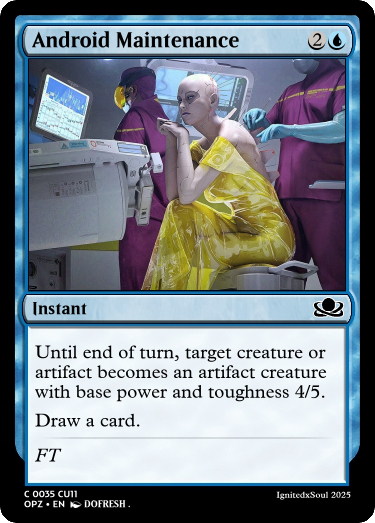 Android Maintenance 2
Instant
Until end of turn, target creature or
artifact becomes an artifact creature
with base power and toughness 4/5.
Draw a card.
FT
C 0035 CU11
OPZ • EN DOFRESH .
IgnitedxSoul 2025